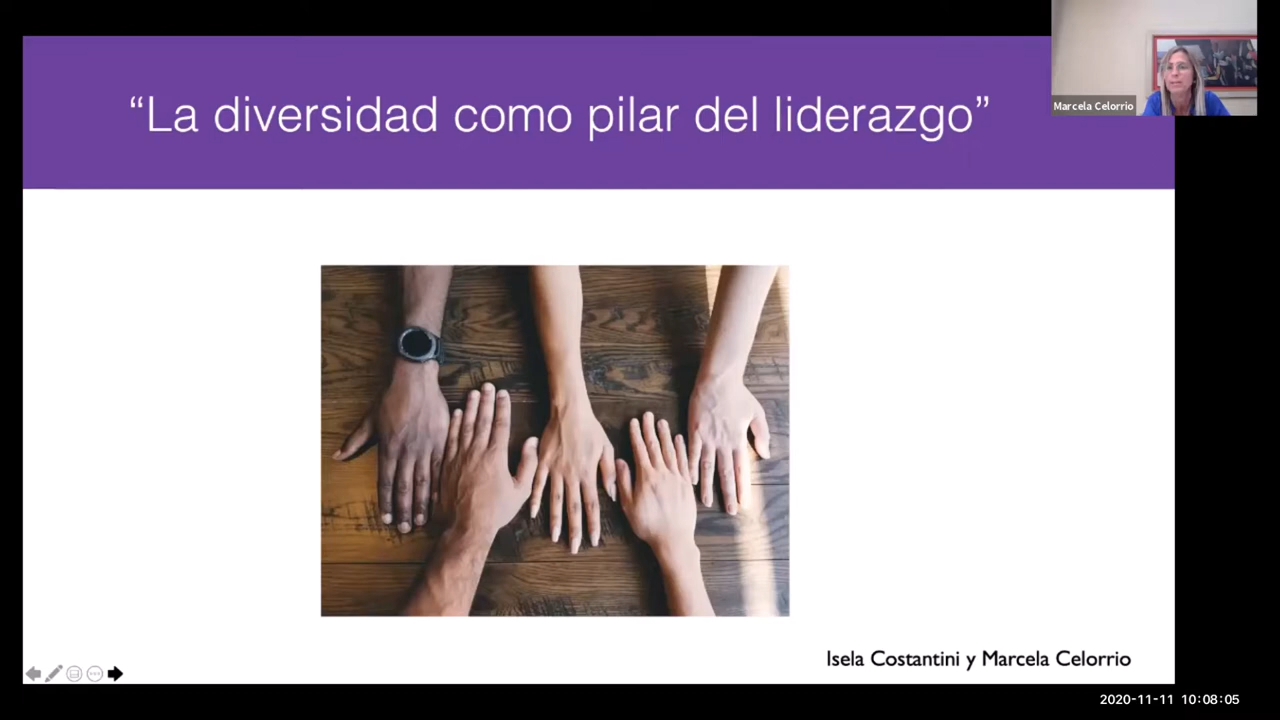 “La diversidad como pilar del liderazgo”
Marcela Celorrio
Isela Costantini y Marcela Celorrio
2020-11-11 10:08:05